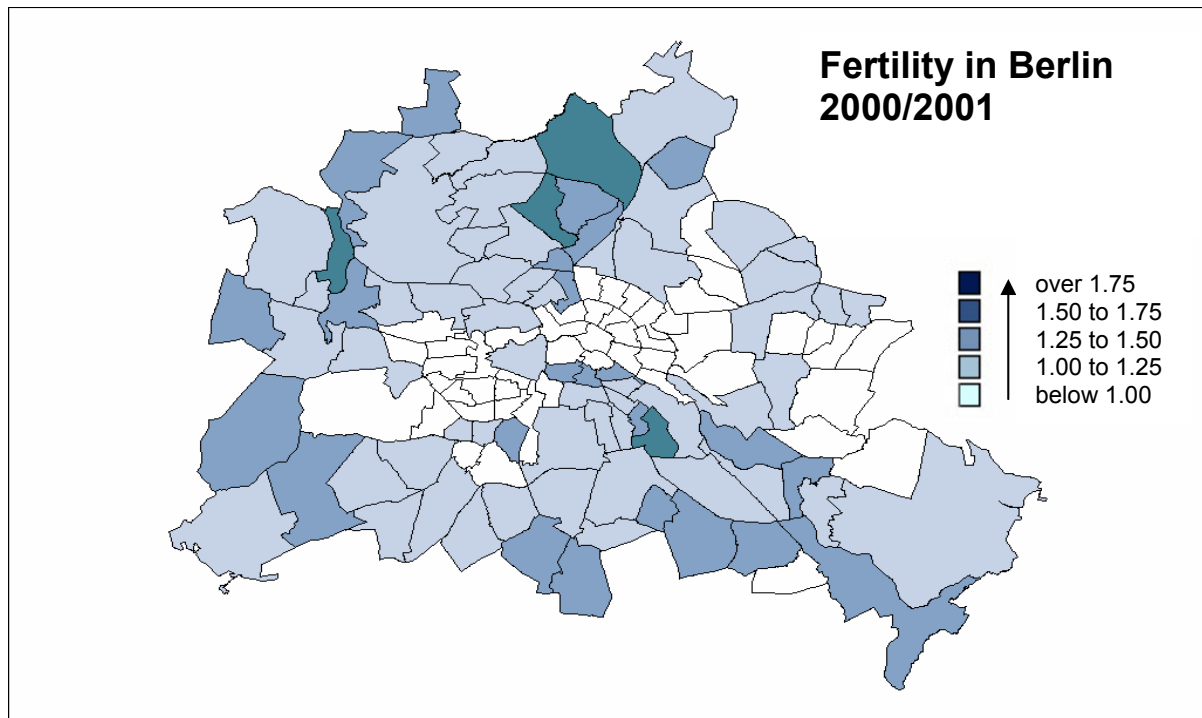 Fertility in Berlin
2000/2001
over 1.75
1.50 to 1.75
1.25 to 1.50
1.00 to 1.25
below 1.00